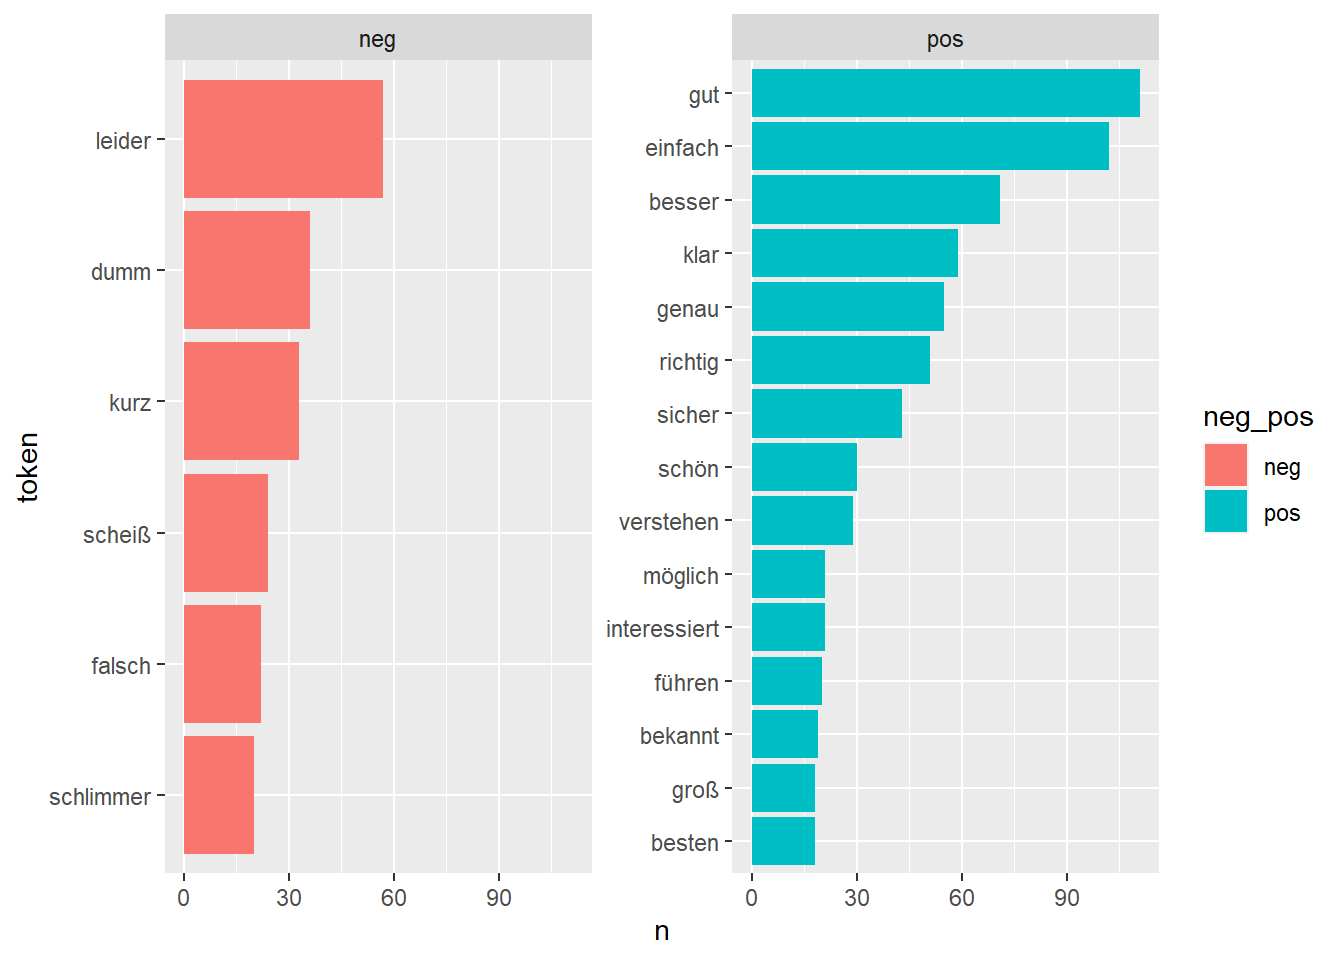 neg
pos
token
leider
dumm
kurz
scheiß
falsch
schlimmer
gut
einfach
besser
klar
genau
richtig
sicher
schön
verstehen
möglich
interessiert
führen
bekannt
groß
besten
0 30 60 90
0 30 60 90
n
neg_pos
neg
pos